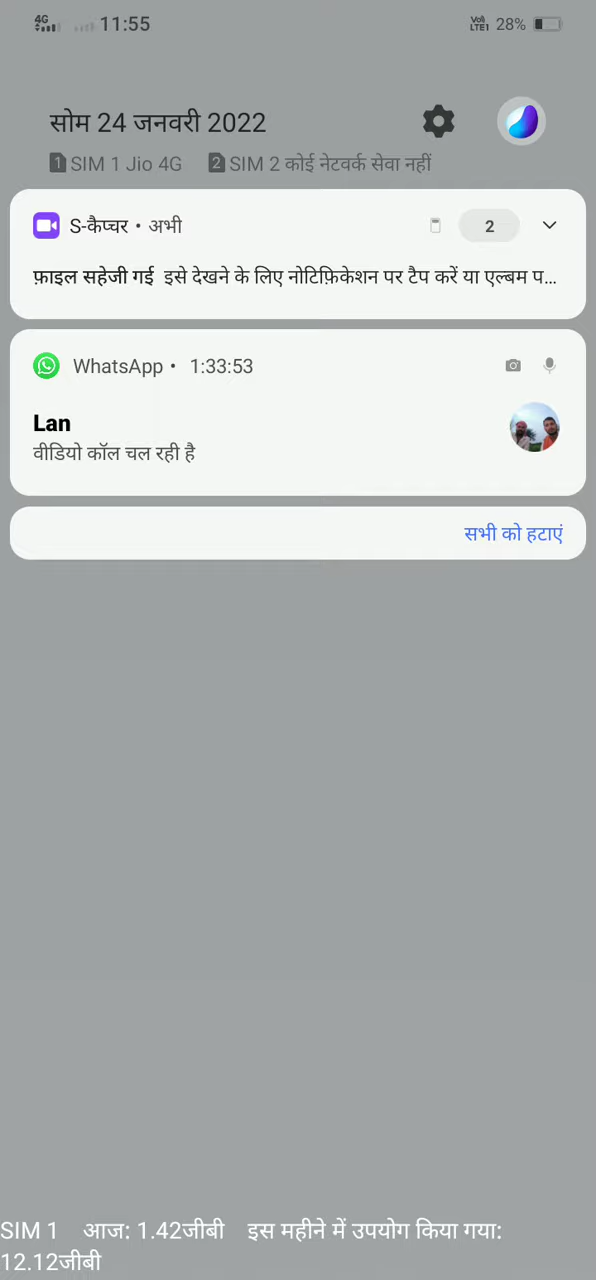 4G 11:55 VoLTE1 28%
सोम 24 जनवरी 2022
1 SIM 1 Jio 4G 2 SIM 2 कोई नेटवर्क सेवा नहीं
S-कैप्चर • अभी 2
फ़ाइल सहेजी गई इसे देखने के लिए नोटिफ़िकेशन पर टैप करें या एल्बम प...
WhatsApp • 1:33:53
Lan
वीडियो कॉल चल रही है
सभी को हटाएं
SIM 1 आज: 1.42जीबी इस महीने में उपयोग किया गया:
12.12जीबी